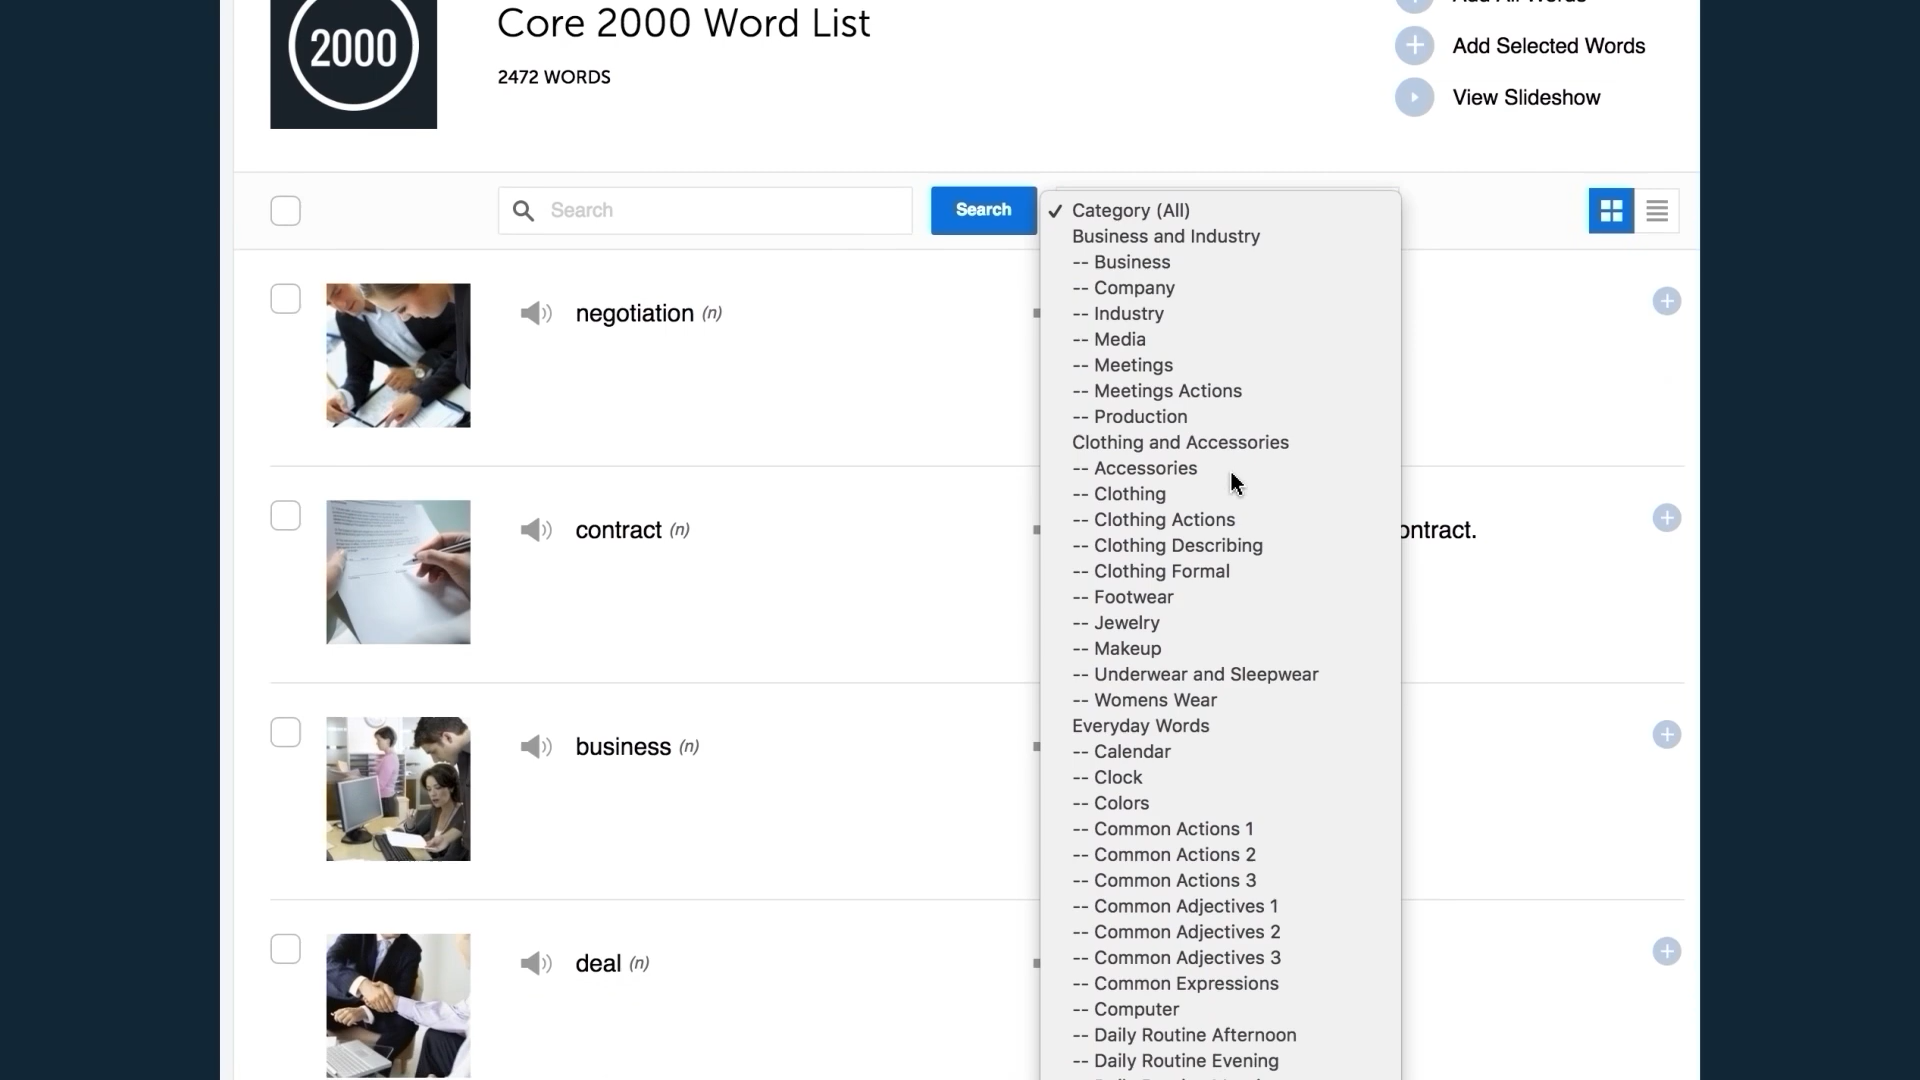 Add All Words
2000
Core 2000 Word List
2472 WORDS
Add Selected Words
View Slideshow
Search
Search
✓ Category (All)
Business and Industry
-- Business
-- Company
-- Industry
-- Media
-- Meetings
-- Meetings Actions
-- Production
Clothing and Accessories
-- Accessories
-- Clothing
-- Clothing Actions
-- Clothing Describing
-- Clothing Formal
-- Footwear
-- Jewelry
-- Makeup
-- Underwear and Sleepwear
-- Womens Wear
Everyday Words
-- Calendar
-- Clock
-- Colors
-- Common Actions 1
-- Common Actions 2
-- Common Actions 3
-- Common Adjectives 1
-- Common Adjectives 2
-- Common Adjectives 3
-- Common Expressions
-- Computer
-- Daily Routine Afternoon
-- Daily Routine Evening
negotiation (n)
contract (n)
ontract.
business (n)
deal (n)